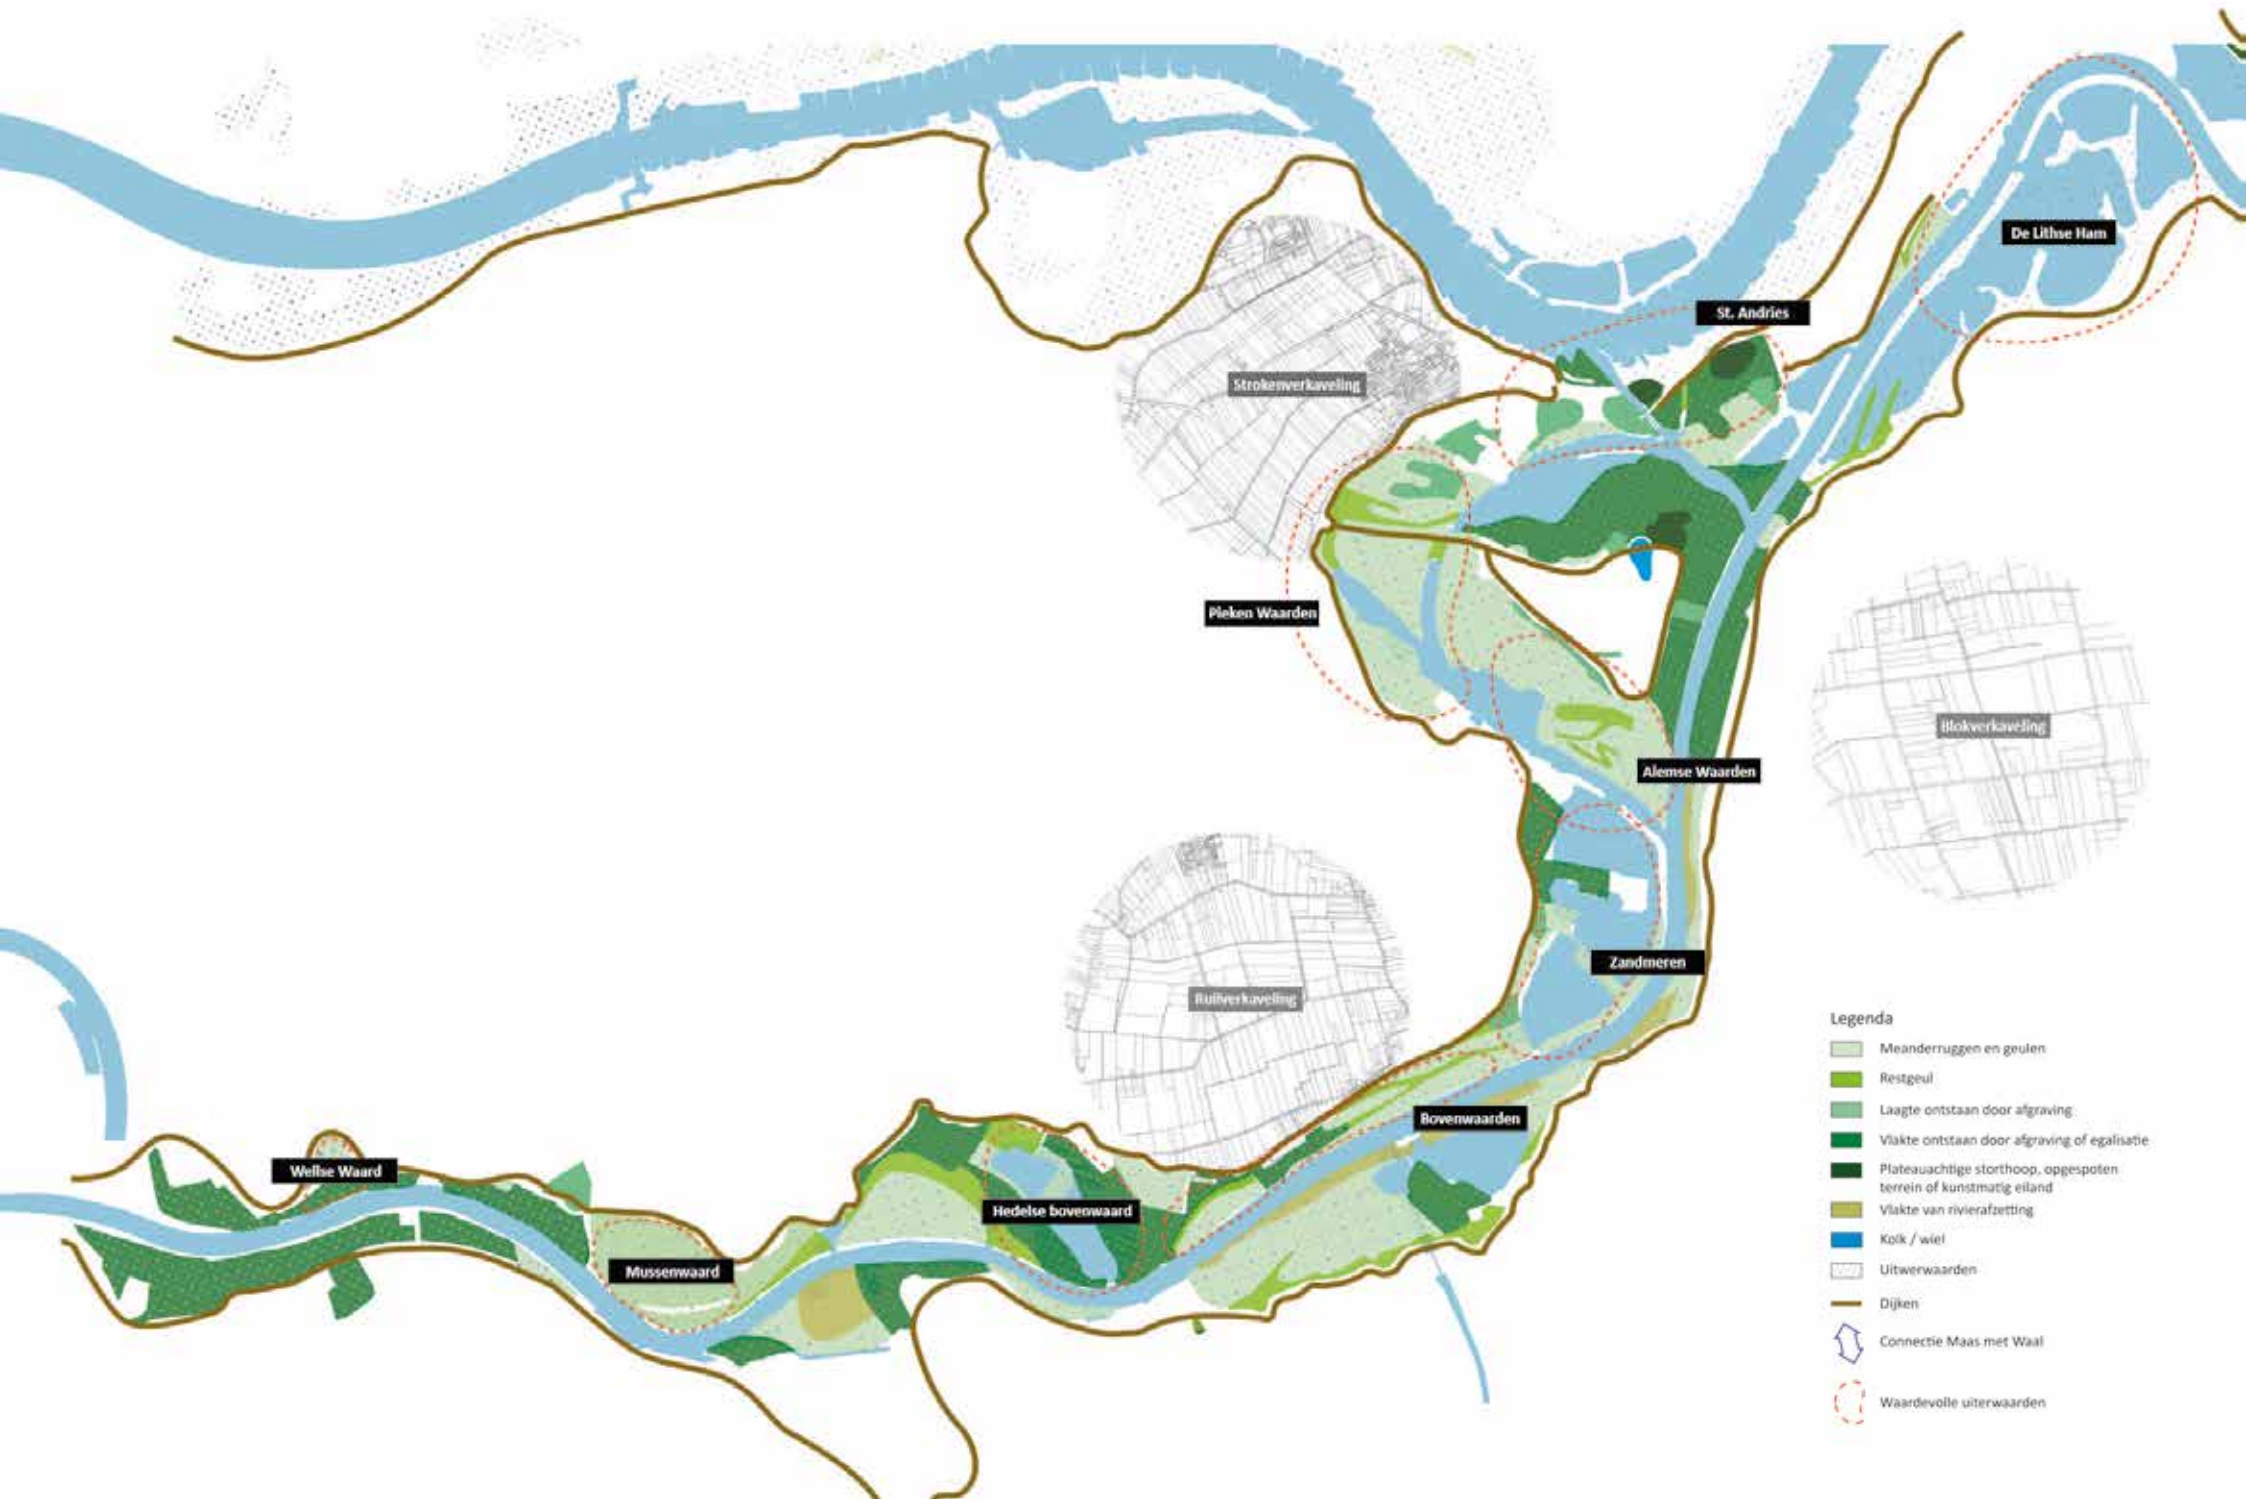 De Lithse Ham
St. Andries
Strokenverkaveling
Pleken Waarden
Blokverkaveling
Alemse Waarden
Zandmeren
Ruilverkaveling
Bovenwaarden
Wellse Waard
Hedelse bovenwaard
Mussenwaard
Legenda
Meanderruggen en geulen
Restgeul
Laagte ontstaan door afgraving
Vlakte ontstaan door afgraving of egalisatie
Plateauachtige storthoop, opgespoten
terrein of kunstmatig eiland
Vlakte van rivierafzetting
Kolk / wiel
Uitwerwaarden
Dijken
Connectie Maas met Waal
Waardevolle uiterwaarden